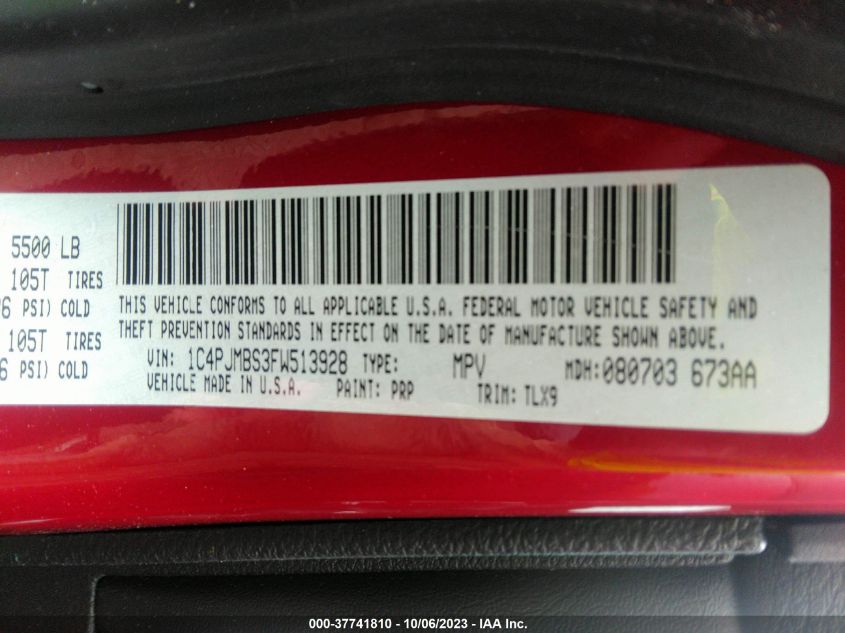 5500 LB
105T TIRES
6 PSI) COLD
105T TIRES
6 PSI) COLD
THIS VEHICLE CONFORMS TO ALL APPLICABLE U.S.A. FEDERAL MOTOR VEHICLE SAFETY AND
THEFT PREVENTION STANDARDS IN EFFECT ON THE DATE OF MANUFACTURE SHOWN ABOVE.
VIN: 1C4PJMBS3FW513928 TYPE: MPV MDH:080703 673AA
VEHICLE MADE IN U.S.A. PAINT: PRP TRIM: TLX9
000-37741810 - 10/06/2023 - IAA Inc.